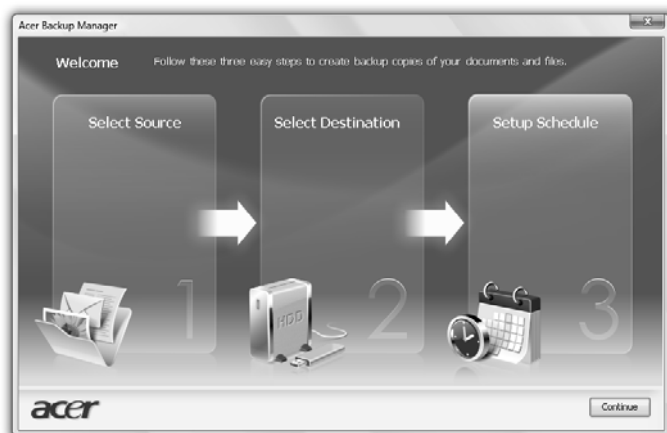 Acer Backup Manager
Welcome Follow these three easy steps to create backup copies of your documents and files.
Select Source
Select Destination
Setup Schedule
1
HDD
2
3
acer
Continue